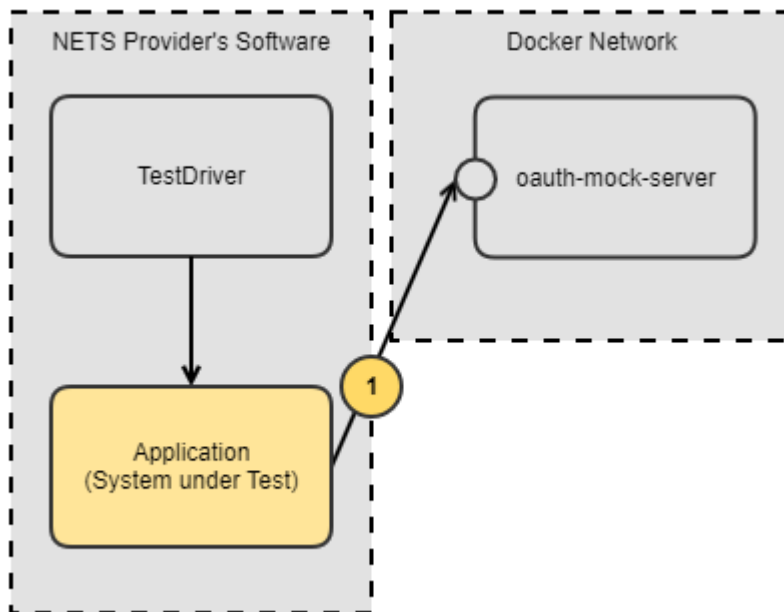 NETS Provider's Software
Docker Network
TestDriver
oauth-mock-server
1
Application
(System under Test)